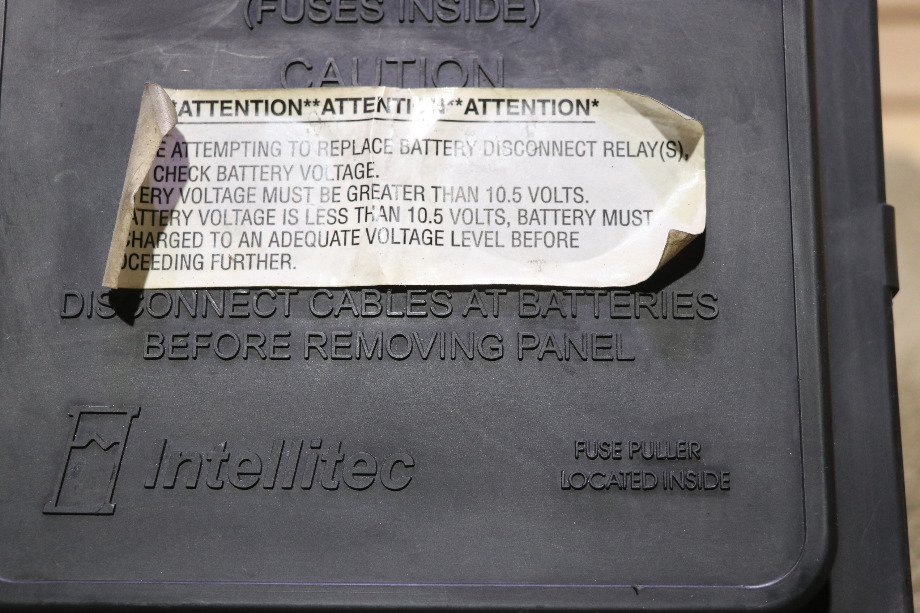 (FUSES INSIDE)
CAUTION
*ATTENTION**ATTENTION**ATTENTION*
E ATTEMPTING TO REPLACE BATTERY DISCONNECT RELAY(S),
CHECK BATTERY VOLTAGE.
ERY VOLTAGE MUST BE GREATER THAN 10.5 VOLTS.
ATTERY VOLTAGE IS LESS THAN 10.5 VOLTS, BATTERY MUST
CHARGED TO AN ADEQUATE VOLTAGE LEVEL BEFORE
OCEEDING FURTHER.
DISCONNECT CABLES AT BATTERIES
BEFORE REMOVING PANEL
Intellitec
FUSE PULLER
LOCATED INSIDE